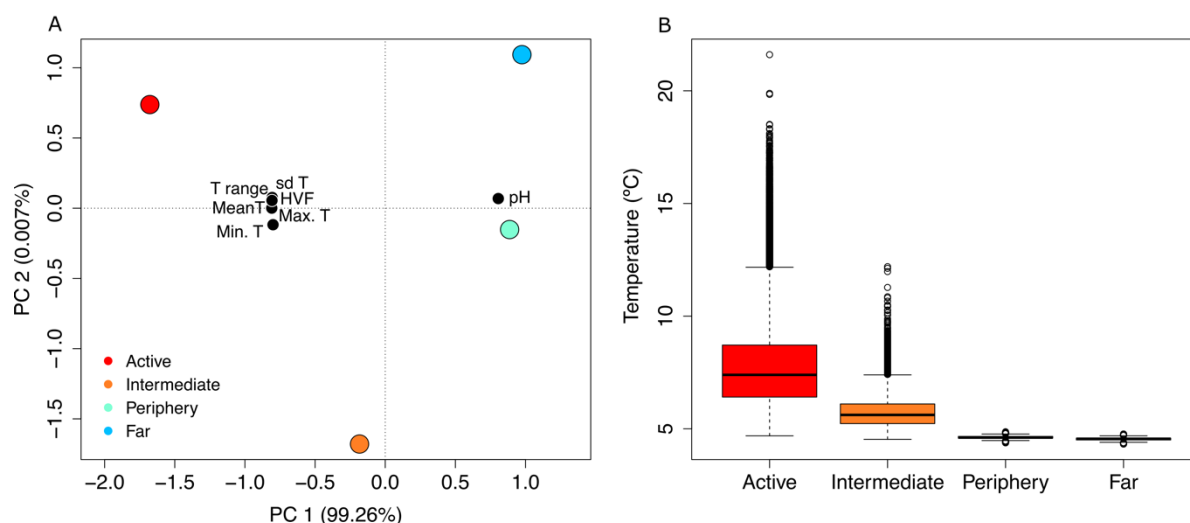 A
PC 2 (0.007%)
1.0
0.5
0.0
−0.5
−1.0
−1.5
T range
sd T
HVF
MeanT
Max. T
Min. T
pH
Active
Intermediate
Periphery
Far
−2.0 −1.5 −1.0 −0.5 0.0 0.5 1.0
PC 1 (99.26%)
B
Temperature (ºC)
20
15
10
5
Active Intermediate Periphery Far